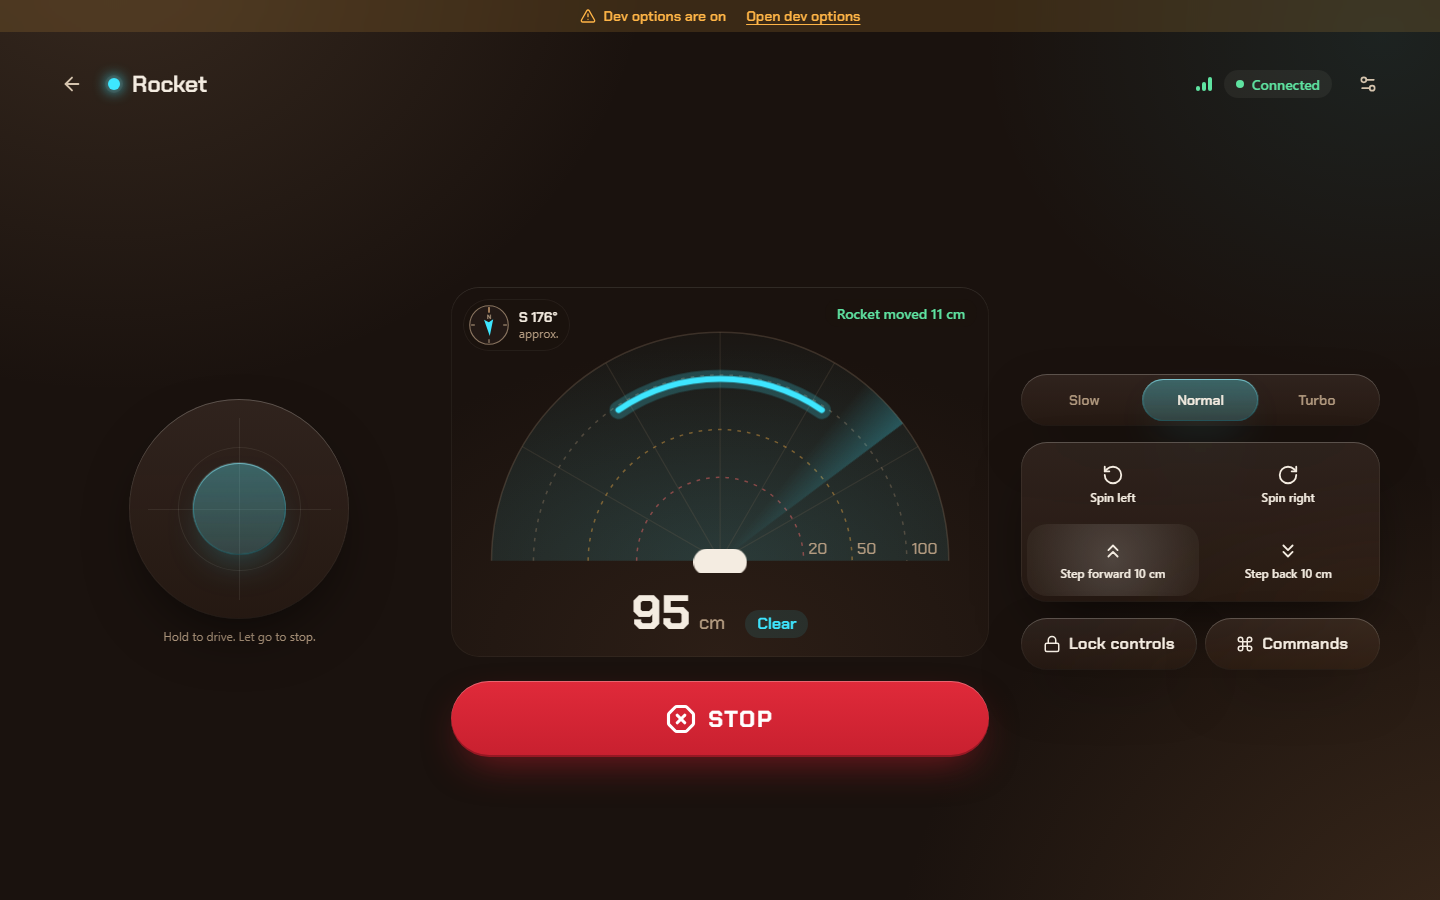 Dev options are on Open dev options
Rocket
Connected
N
S 176°
approx.
Rocket moved 11 cm
20 50 100
95 cm Clear
Hold to drive. Let go to stop.
STOP
Slow Normal Turbo
Spin left Spin right
Step forward 10 cm Step back 10 cm
Lock controls Commands